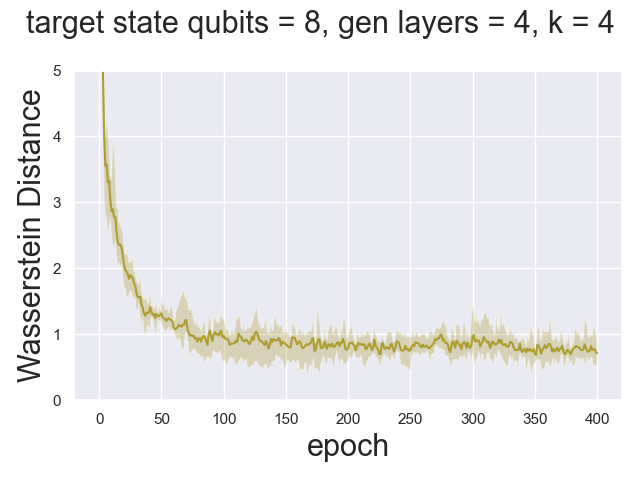 target state qubits = 8, gen layers = 4, k = 4
5
4
3
2
1
0
Wasserstein Distance
0 50 100 150 200 250 300 350 400
epoch